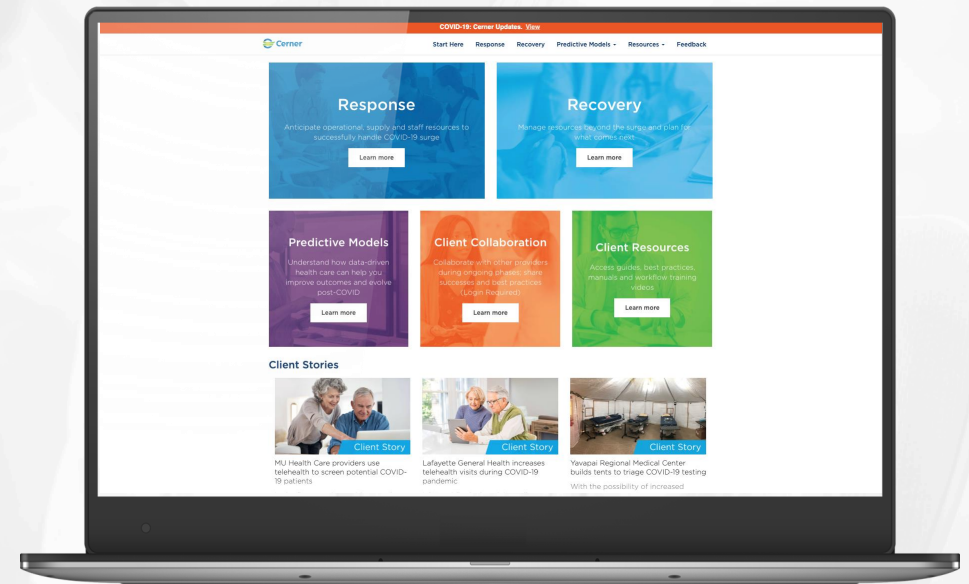 COVID-19: Cerner Updates. View
Cerner
Start Here Response Recovery Predictive Models Resources Feedback
Response
Anticipate operational, supply and staff resources to
successfully handle COVID-19 surge
Learn more
Recovery
Manage resources beyond the surge and plan for
what comes next
Learn more
Predictive Models
Understand how data-driven
health care can help you
improve outcomes and evolve
post-COVID
Learn more
Client Collaboration
Collaborate with other providers
during ongoing phases; share
successes and best practices
(Login Required)
Learn more
Client Resources
Access guides, best practices,
manuals and workflow training
videos
Learn more
Client Stories
Client Story
MU Health Care providers use
telehealth to screen potential COVID-
19 patients
Client Story
Lafayette General Health increases
telehealth visits during COVID-19
pandemic
Client Story
Yavapai Regional Medical Center
builds tents to triage COVID-19 testing
With the possibility of increased